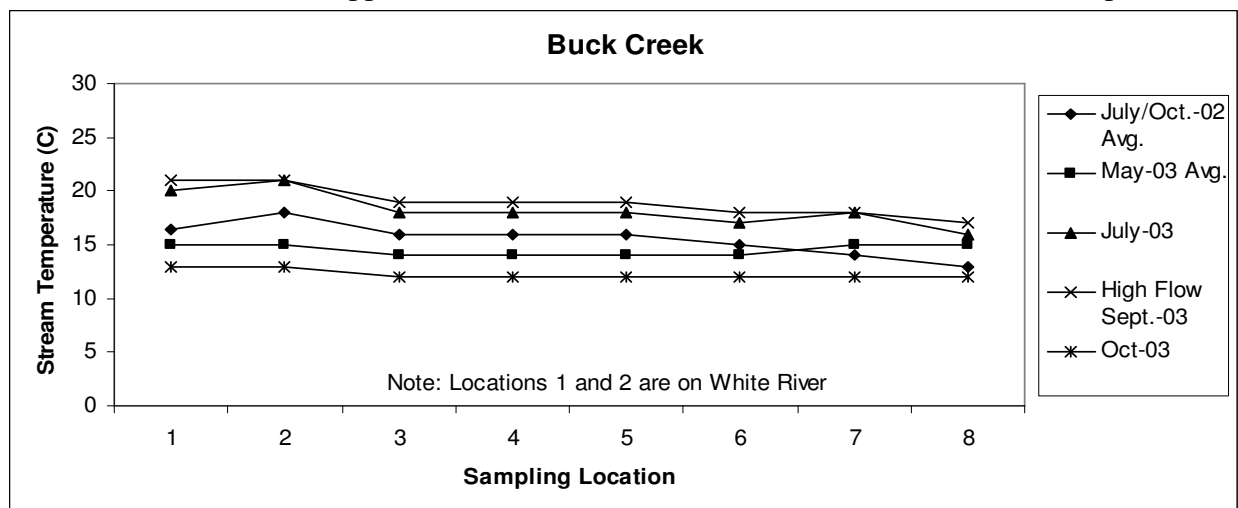 Buck Creek
30
25
20
15
10
5
0
Stream Temperature (C)
Note: Locations 1 and 2 are on White River
1 2 3 4 5 6 7 8
Sampling Location
July/Oct.-02
Avg.
May-03 Avg.
July-03
High Flow
Sept.-03
Oct-03